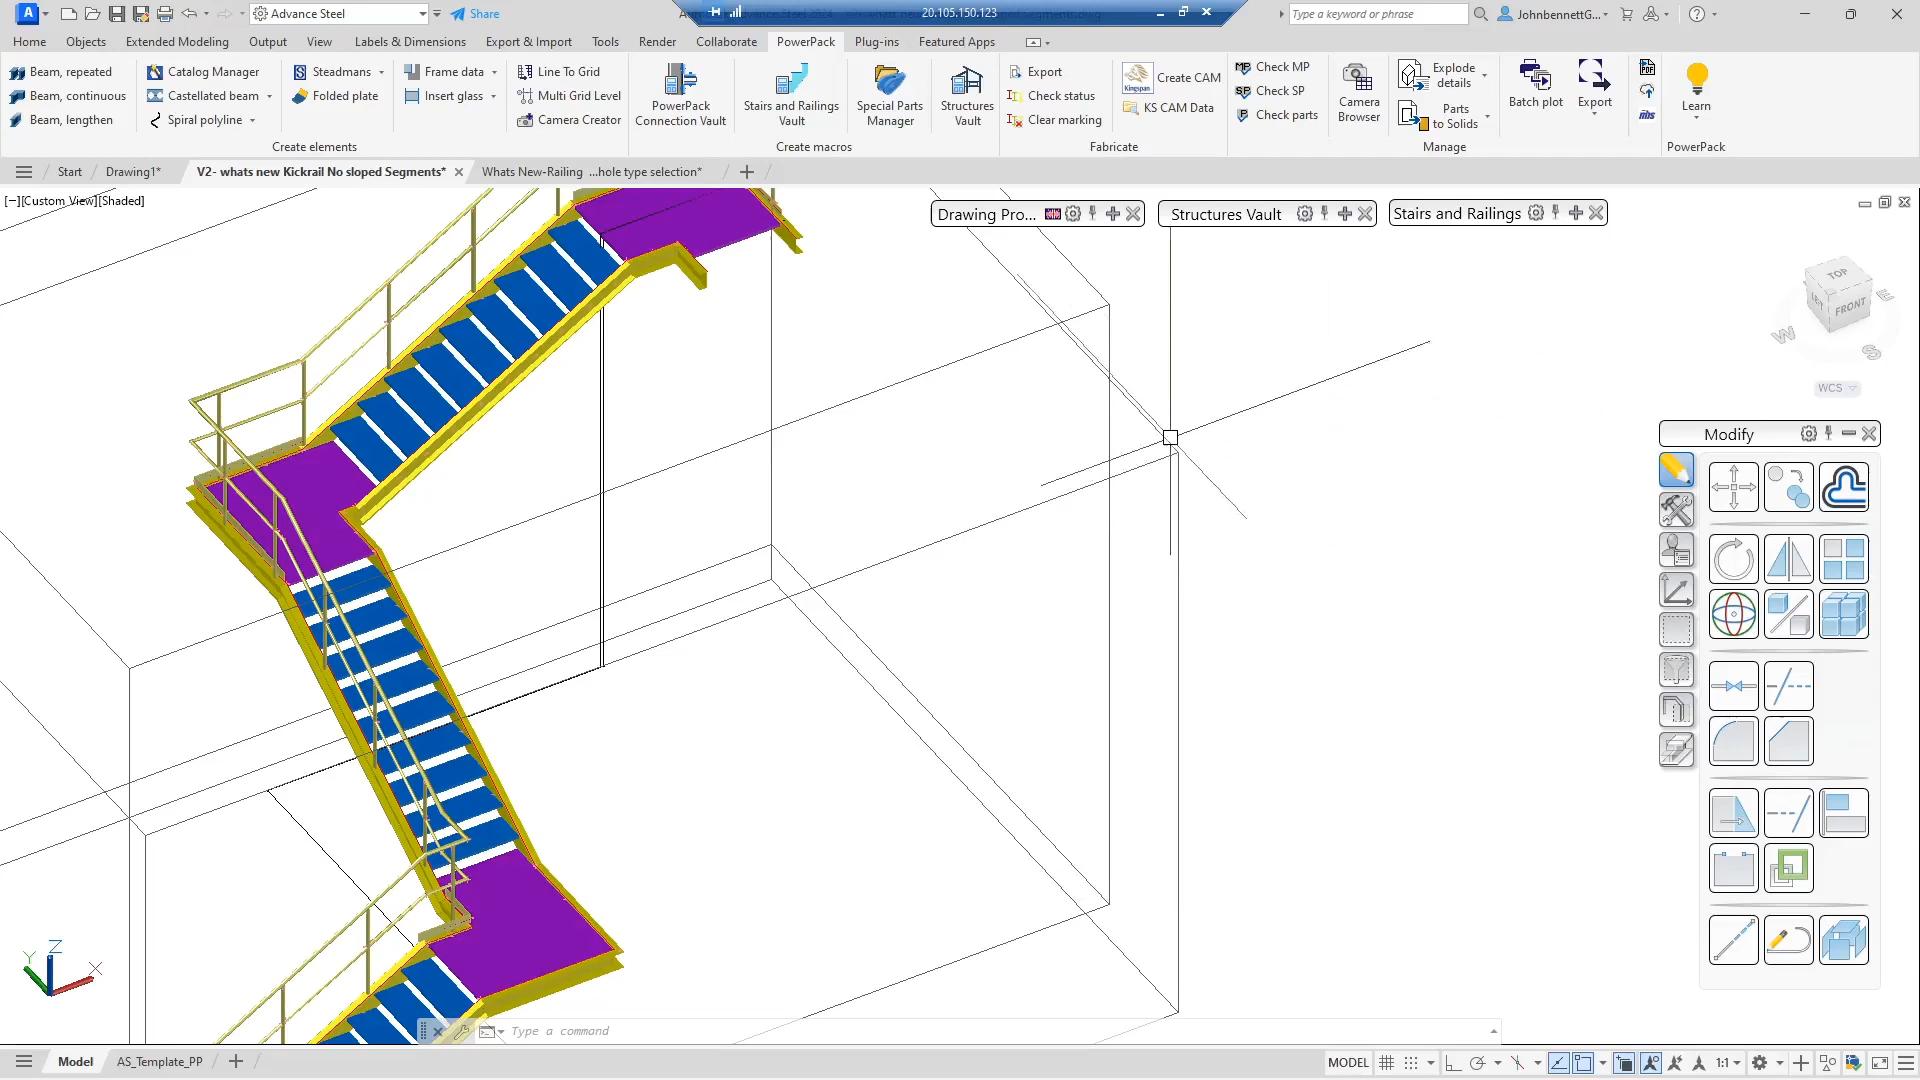 A
Advance Steel
Share
20.105.150.123
Type a keyword or phrase
JohnbennettG...
Home
Objects
Extended Modeling
Output
View
Labels & Dimensions
Export & Import
Tools
Render
Collaborate
PowerPack
Plug-ins
Featured Apps
Beam, repeated
Beam, continuous
Beam, lengthen
Catalog Manager
Castellated beam
Spiral polyline
Steadmans
Folded plate
Frame data
Insert glass
Line To Grid
Multi Grid Level
Camera Creator
Create elements
PowerPack
Connection Vault
Stairs and Railings
Vault
Special Parts
Manager
Structures
Vault
Create macros
Export
Check status
Clear marking
Kingspan
Create CAM
KS CAM Data
Fabricate
MP Check MP
SP Check SP
P Check parts
Camera
Browser
Explode
details
Parts
to Solids
Batch plot
Export
Manage
PDF
nbs
Learn
PowerPack
Start
Drawing1*
V2- whats new Kickrail No sloped Segments*
Whats New-Railing ...hole type selection*
[−][Custom View][Shaded]
Drawing Pro...
Structures Vault
Stairs and Railings
TOP
LEFT
FRONT
W
S
E
WCS
Modify
Z
Y
X
Type a command
Model
AS_Template_PP
MODEL
1:1